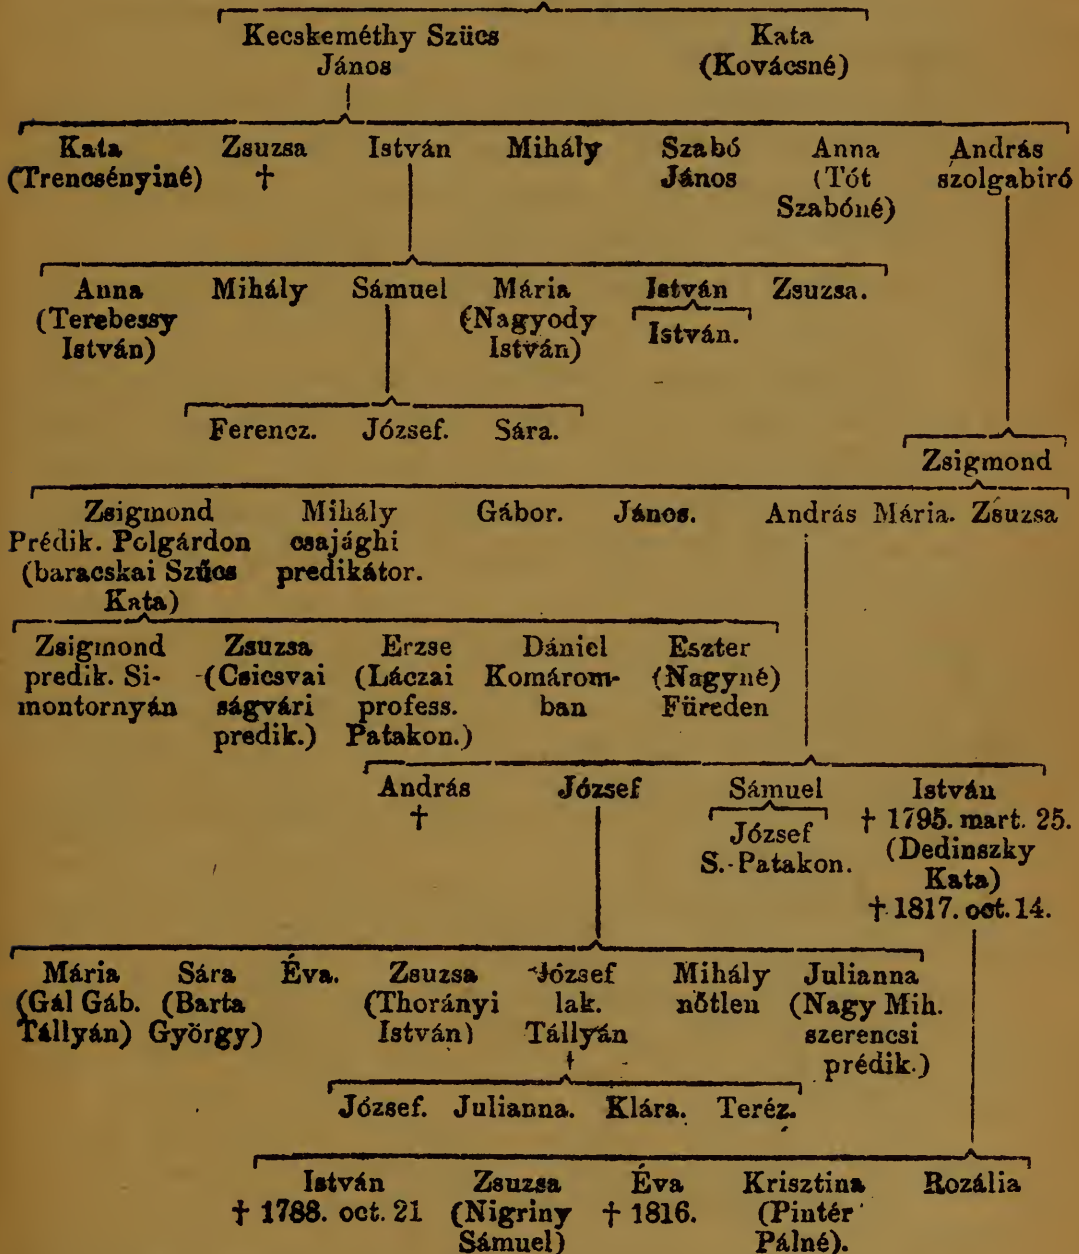 Kecskeméthy Szücs Kata
János (Kovácsné)
Kata Zsuzsa István Mihály Szabó Anna András
(Trencsényiné) † János (Tót szolgabiró
Szabóné)
Anna Mihály Sámuel Mária István Zsuzsa.
(Terebessy (Nagyody István.
István) István)
Ferencz. József. Sára.
Zsigmond
Zsigmond Mihály Gábor. János. András Mária. Zsuzsa
Prédik. Polgárdon csajághi
(baracskai Szűcs predikátor.
Kata)
Zsigmond Zsuzsa Erzse Dániel Eszter
predik. Si- (Csicsvai (Láczai Komárom- (Nagyné)
montornyán ságvári profess. ban Füreden
predik.) Patakon.)
András József Sámuel István
† József † 1795. mart. 25.
S.-Patakon. (Dedinszky
Kata)
† 1817. oct. 14.
Mária Sára Éva. Zsuzsa József Mihály Julianna
(Gál Gáb. (Barta (Thorányi lak. nőtlen (Nagy Mih.
Tállyán) György) István) Tállyán szerencsi
prédik.)
József. Julianna. Klára. Teréz.
István Zsuzsa Éva Krisztina Rozália
† 1788. oct. 21 (Nigriny † 1816. (Pintér
Sámuel) Pálné).